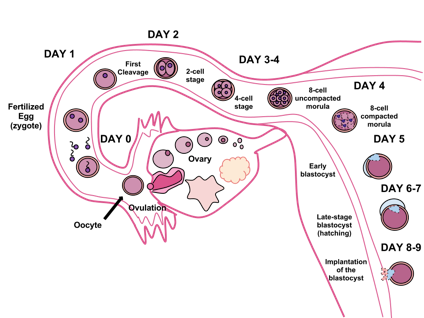 DAY 1
DAY 2
DAY 3-4
DAY 4
DAY 5
DAY 6-7
DAY 8-9
DAY 0
First
Cleavage
2-cell
stage
4-cell
stage
8-cell
uncompacted
morula
8-cell
compacted
morula
Fertilized
Egg
(zygote)
Ovary
Ovulation
Oocyte
Early
blastocyst
Late-stage
blastocyst
(hatching)
Implantation
of the
blastocyst